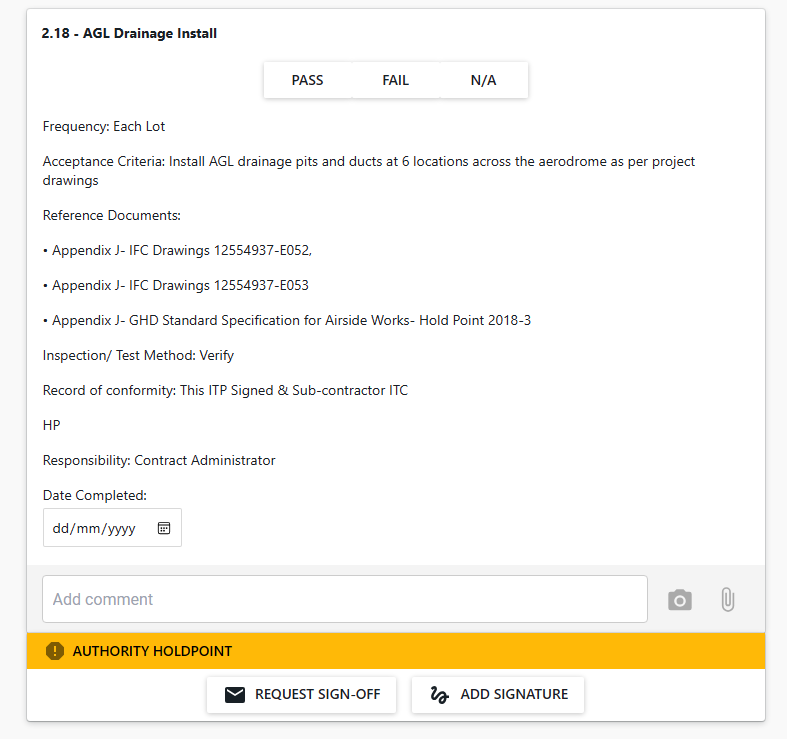 2.18 - AGL Drainage Install
PASS FAIL N/A
Frequency: Each Lot
Acceptance Criteria: Install AGL drainage pits and ducts at 6 locations across the aerodrome as per project
drawings
Reference Documents:
• Appendix J- IFC Drawings 12554937-E052,
• Appendix J- IFC Drawings 12554937-E053
• Appendix J- GHD Standard Specification for Airside Works- Hold Point 2018-3
Inspection/ Test Method: Verify
Record of conformity: This ITP Signed & Sub-contractor ITC
HP
Responsibility: Contract Administrator
Date Completed:
dd/mm/yyyy
Add comment
AUTHORITY HOLDPOINT
REQUEST SIGN-OFF ADD SIGNATURE